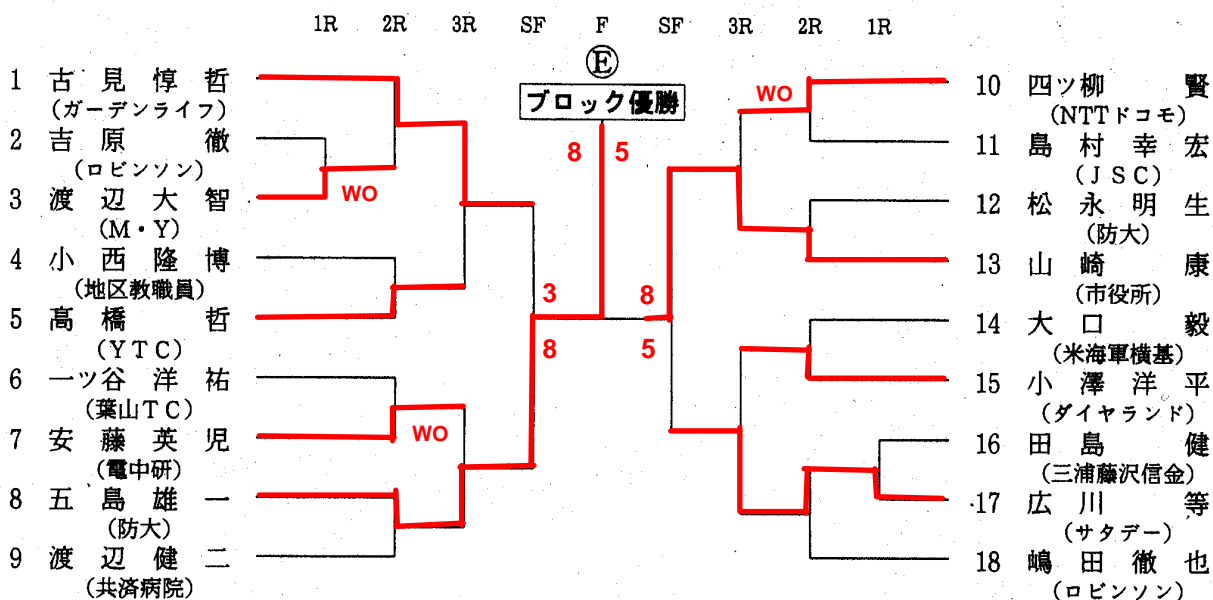 1R 2R 3R SF F SF 3R 2R 1R
Ⓔ
ブロック優勝
8 5
1 古見惇哲
(ガーデンライフ)
2 吉原徹
(ロビンソン)
3 渡辺大智
(M・Y)
WO
4 小西隆博
(地区教職員)
5 高橋哲
(YTC)
6 一ツ谷洋祐
(葉山TC)
7 安藤英児
(電中研)
WO
8 五島雄一
(防大)
9 渡辺健二
(共済病院)
3
8
8
5
10 四ツ柳賢
(NTTドコモ)
WO
11 島村幸宏
(JSC)
12 松永明生
(防大)
13 山崎康
(市役所)
14 大口毅
(米海軍横基)
15 小澤洋平
(ダイヤランド)
16 田島健
(三浦藤沢信金)
17 広川等
(サタデー)
18 嶋田徹也
(ロビンソン)